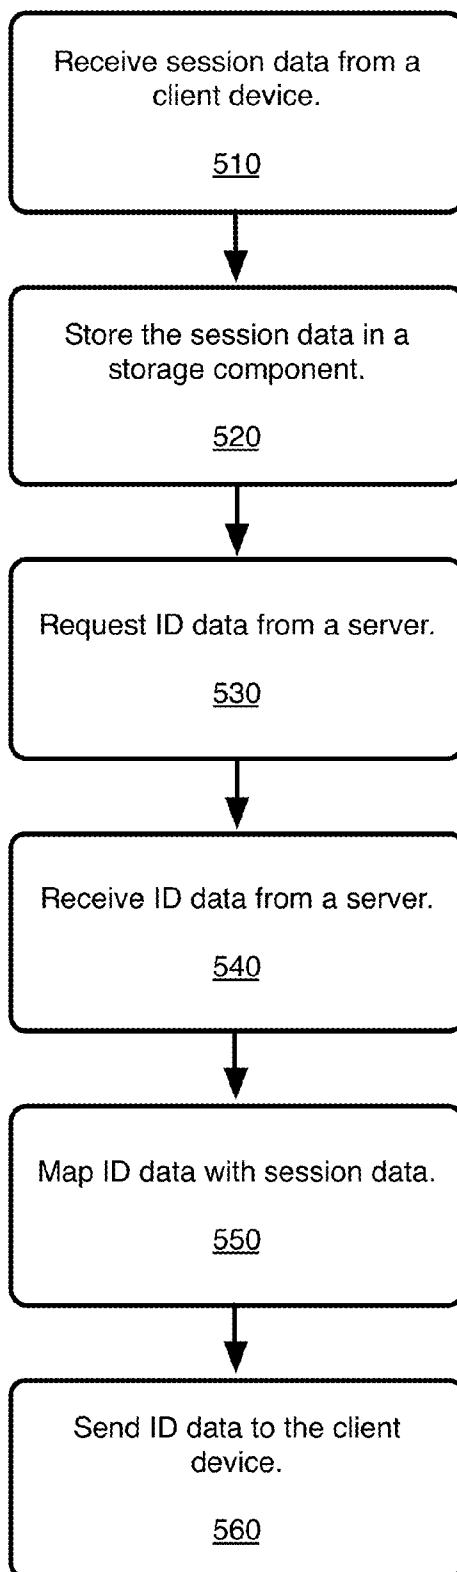 Receive session data from a
client device.
510
Store the session data in a
storage component.
520
Request ID data from a server.
530
Receive ID data from a server.
540
Map ID data with session data.
550
Send ID data to the client
device.
560